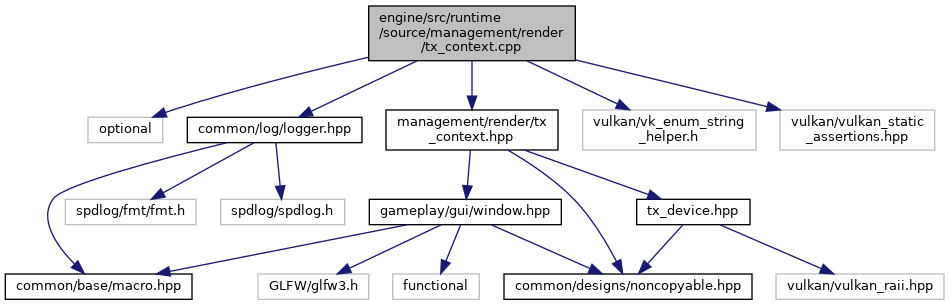 engine/src/runtime
/source/management/render
/tx_context.cpp
optional
common/log/logger.hpp
management/render/tx
_context.hpp
vulkan/vk_enum_string
_helper.h
vulkan/vulkan_static
_assertions.hpp
spdlog/fmt/fmt.h
spdlog/spdlog.h
gameplay/gui/window.hpp
tx_device.hpp
common/base/macro.hpp
GLFW/glfw3.h
functional
common/designs/noncopyable.hpp
vulkan/vulkan_raii.hpp